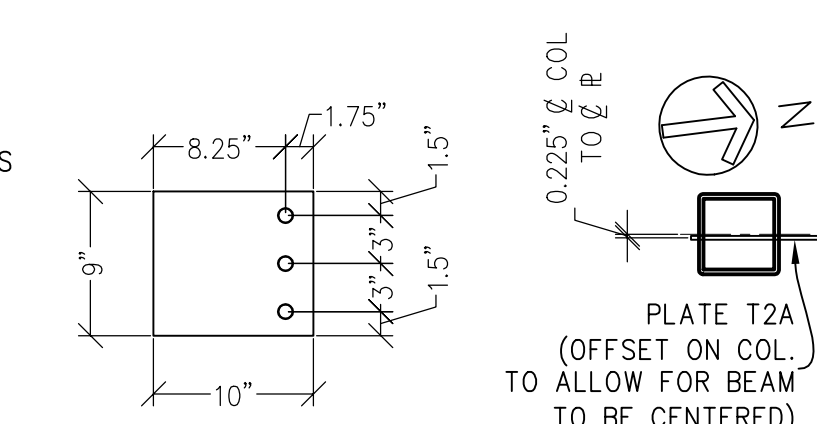 S
8.25"
1.75"
1.5"
9"
3"
3"
1.5"
10"
0.225" ℄ COL
TO ℄ ⅊
N
PLATE T2A
(OFFSET ON COL.
TO ALLOW FOR BEAM
TO BE CENTERED)